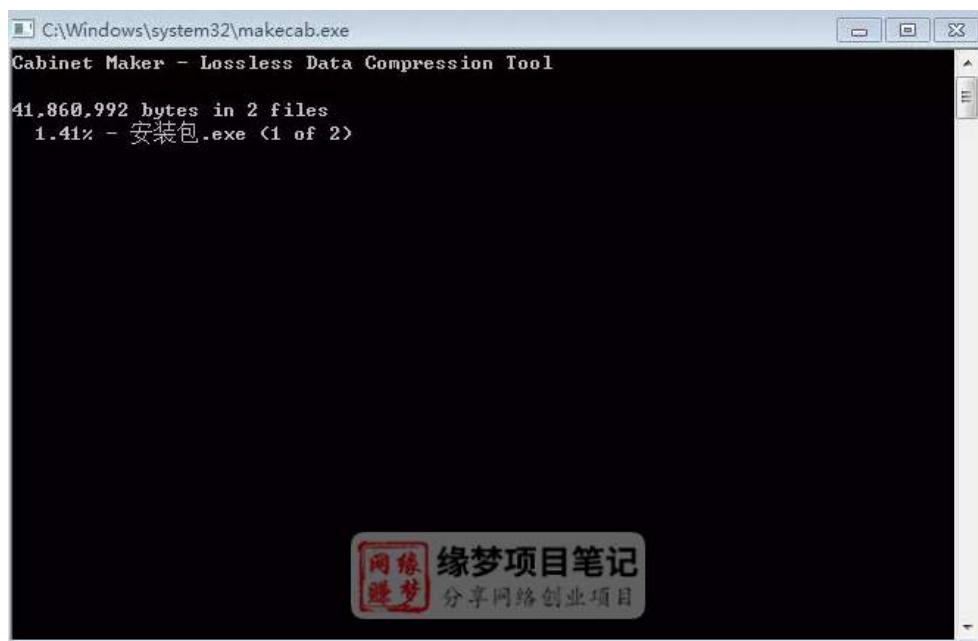 C:\Windows\system32\makecab.exe
Cabinet Maker - Lossless Data Compression Tool
41,860,992 bytes in 2 files
1.41% - 安装包.exe (1 of 2)
网缘
赚梦
缘梦项目笔记
分享网络创业项目